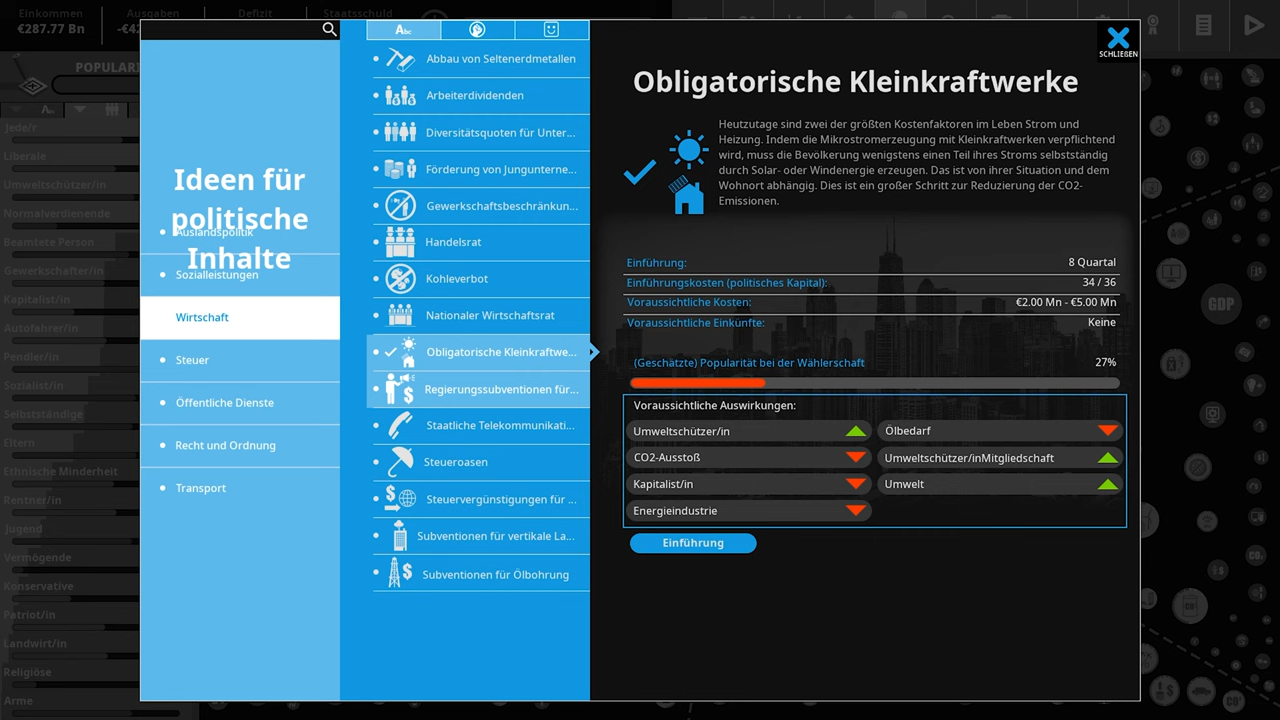 Einkommen
Ausgaben
Defizit
Staatsschuld
€287.77 Bn
SCHLIEẞEN
POPULARI
Jede/r
Liberale
Umweltschützer/in
Normalverdienende
Beamtete Person
Gewerkschafter/in
Kapitalist/in
Autofahrer/in
Pendler/in
Sozialist/in
Selbstständige
Eltern
Ethnische Minderheit
Rentner/in
Jugend
Vermögende
Konservative
Patriot/in
Landwirt/in
Religiöse
Arme
Ideen für
politische
Inhalte
Auslandspolitik
Sozialleistungen
Wirtschaft
Steuer
Öffentliche Dienste
Recht und Ordnung
Transport
Abc
Abbau von Seltenerdmetallen
Arbeiterdividenden
Diversitätsquoten für Unter...
Förderung von Jungunterne...
Gewerkschaftsbeschränkun...
Handelsrat
Kohleverbot
Nationaler Wirtschaftsrat
Obligatorische Kleinkraftwe...
Regierungssubventionen für...
Staatliche Telekommunikati...
Steueroasen
Steuervergünstigungen für ...
Subventionen für vertikale La...
Subventionen für Ölbohrung
Obligatorische Kleinkraftwerke
Heutzutage sind zwei der größten Kostenfaktoren im Leben Strom und
Heizung. Indem die Mikrostromerzeugung mit Kleinkraftwerken verpflichtend
wird, muss die Bevölkerung wenigstens einen Teil ihres Stroms selbstständig
durch Solar- oder Windenergie erzeugen. Das ist von ihrer Situation und dem
Wohnort abhängig. Dies ist ein großer Schritt zur Reduzierung der CO2-
Emissionen.
Einführung: 8 Quartal
Einführungskosten (politisches Kapital): 34 / 36
Voraussichtliche Kosten: €2.00 Mn - €5.00 Mn
Voraussichtliche Einkünfte: Keine
(Geschätzte) Popularität bei der Wählerschaft 27%
Voraussichtliche Auswirkungen:
Umweltschützer/in
Ölbedarf
CO2-Ausstoß
Umweltschützer/inMitgliedschaft
Kapitalist/in
Umwelt
Energieindustrie
Einführung
GDP